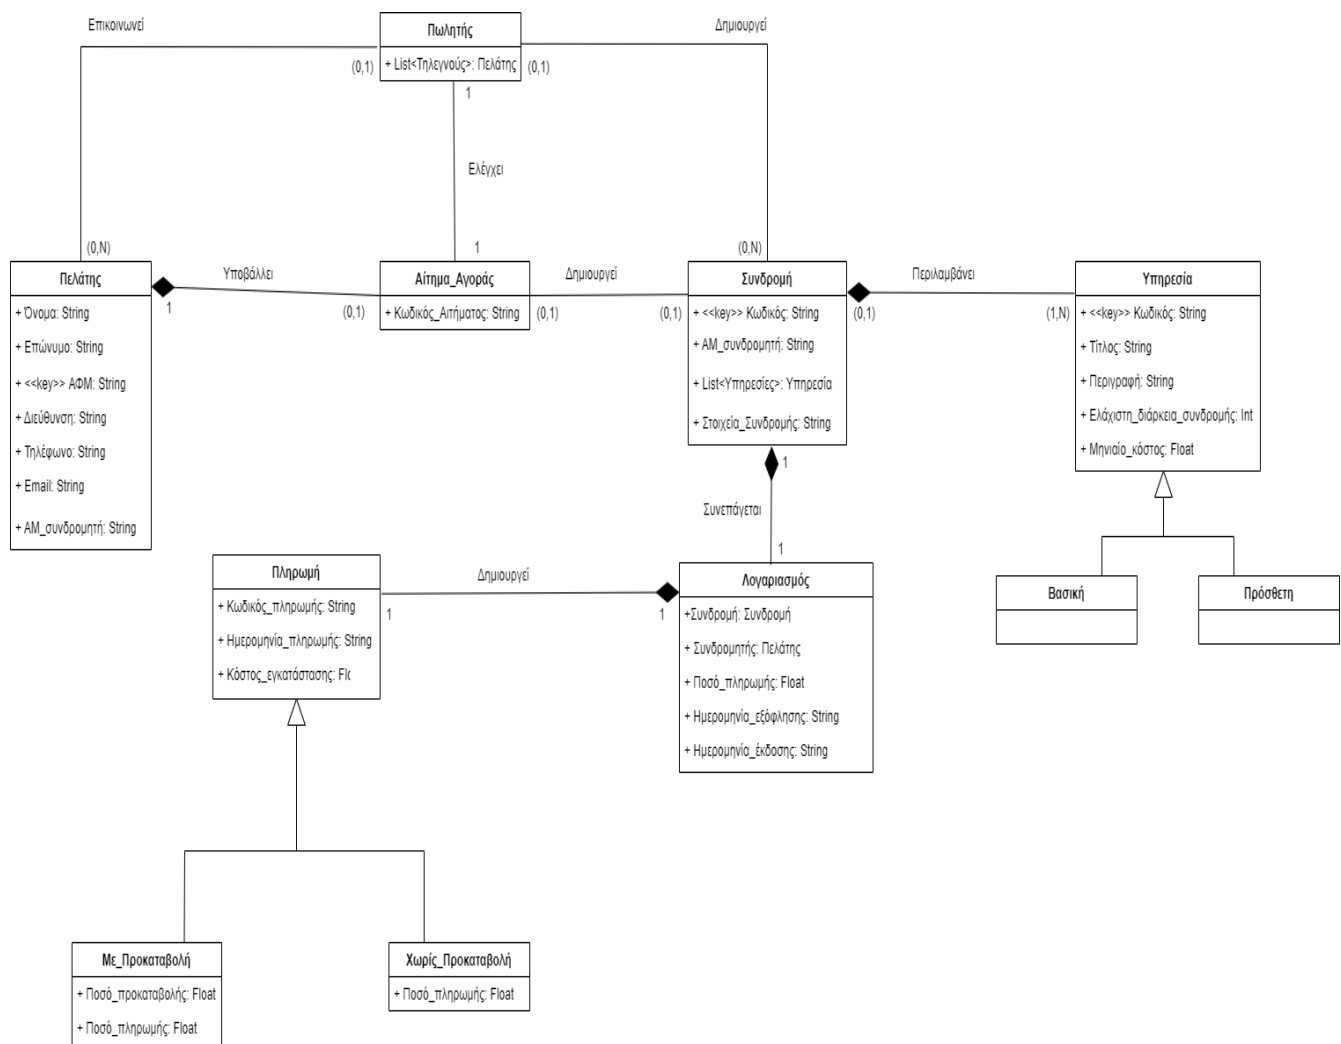 Επικοινωνεί
Πωλητής
Δημιουργεί
(0,1)
+ List<Τηλεγνούς>: Πελάτης
(0,1)
1
Ελέγχει
(0,N)
1
(0,N)
Πελάτης
+ Όνομα: String
+ Επώνυμο: String
+ <<key>> ΑΦΜ: String
+ Διεύθυνση: String
+ Τηλέφωνο: String
+ Email: String
+ ΑΜ_συνδρομητή: String
Υποβάλλει
1
(0,1)
Αίτημα_Αγοράς
+ Κωδικός_Αιτήματος: String
Δημιουργεί
(0,1)
(0,1)
Συνδρομή
+ <<key>> Κωδικός: String
+ ΑΜ_συνδρομητή: String
+ List<Υπηρεσίες>: Υπηρεσία
+ Στοιχεία_Συνδρομής: String
Περιλαμβάνει
(0,1)
(1,N)
Υπηρεσία
+ <<key>> Κωδικός: String
+ Τίτλος: String
+ Περιγραφή: String
+ Ελάχιστη_διάρκεια_συνδρομής: Int
+ Μηνιαίο_κόστος: Float
1
Συνεπάγεται
1
Βασική
Πρόσθετη
Πληρωμή
+ Κωδικός_πληρωμής: String
+ Ημερομηνία_πληρωμής: String
+ Κόστος_εγκατάστασης: Flc
Δημιουργεί
1
1
Λογαριασμός
+Συνδρομή: Συνδρομή
+ Συνδρομητής: Πελάτης
+ Ποσό_πληρωμής: Float
+ Ημερομηνία_εξόφλησης: String
+ Ημερομηνία_έκδοσης: String
Με_Προκαταβολή
+ Ποσό_προκαταβολής: Float
+ Ποσό_πληρωμής: Float
Χωρίς_Προκαταβολή
+ Ποσό_πληρωμής: Float